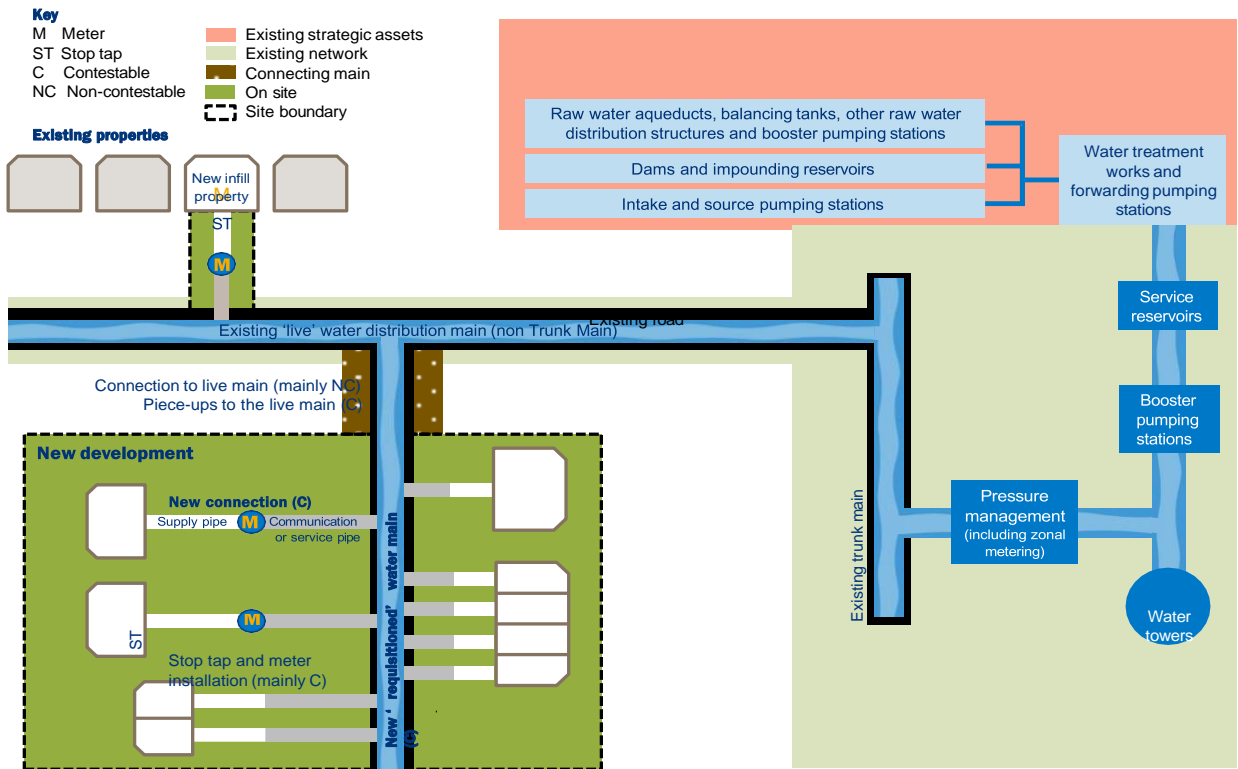 Key
M Meter
ST Stop tap
C Contestable
NC Non-contestable
Existing strategic assets
Existing network
Connecting main
On site
Site boundary
Existing properties
New infill
property
M
ST
M
Raw water aqueducts, balancing tanks, other raw water
distribution structures and booster pumping stations
Dams and impounding reservoirs
Intake and source pumping stations
Water treatment
works and
forwarding pumping
stations
Service
reservoirs
Booster
pumping
stations
Pressure
management
(including zonal
metering)
Water
towers
Existing trunk main
Existing road
Existing ‘live’ water distribution main (non Trunk Main)
Connection to live main (mainly NC)
Piece-ups to the live main (C)
New development
New connection (C)
Supply pipe
M
Communication
or service pipe
M
ST
Stop tap and meter
installation (mainly C)
New ‘ requisitioned’ water main
(C)